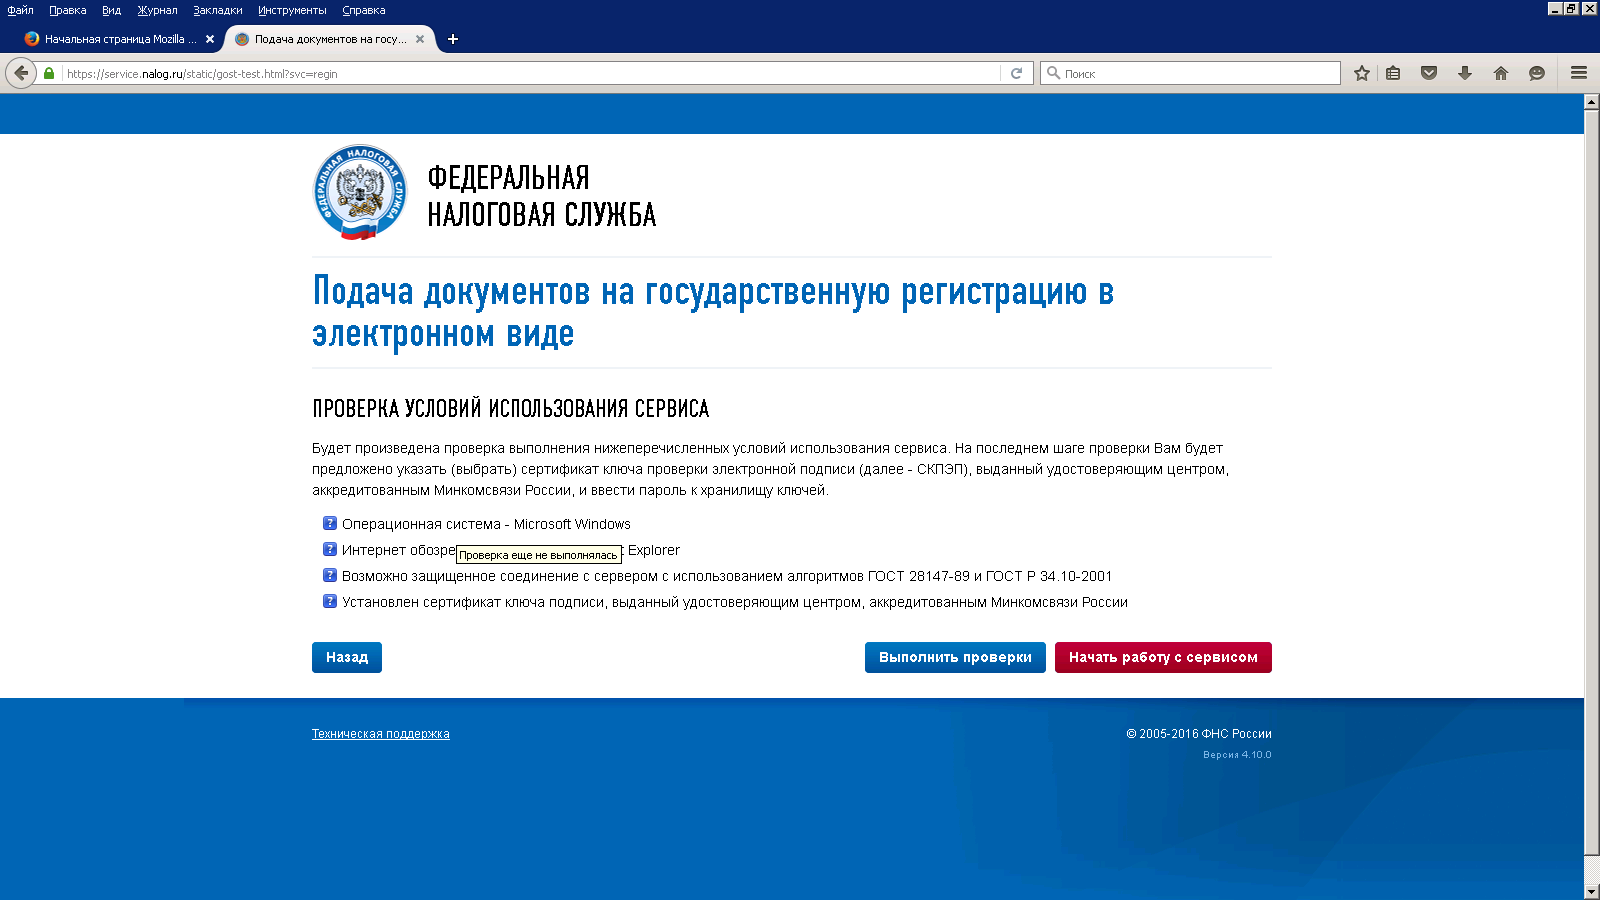 Файл Правка Вид Журнал Закладки Инструменты Справка
Начальная страница Mozilla ...
Подача документов на госу...
https://service.nalog.ru/static/gost-test.html?svc=regin
Поиск
ФЕДЕРАЛЬНАЯ НАЛОГОВАЯ СЛУЖБА
ФЕДЕРАЛЬНАЯ
НАЛОГОВАЯ СЛУЖБА
Подача документов на государственную регистрацию в
электронном виде
ПРОВЕРКА УСЛОВИЙ ИСПОЛЬЗОВАНИЯ СЕРВИСА
Будет произведена проверка выполнения нижеперечисленных условий использования сервиса. На последнем шаге проверки Вам будет
предложено указать (выбрать) сертификат ключа проверки электронной подписи (далее - СКПЭП), выданный удостоверяющим центром,
аккредитованным Минкомсвязи России, и ввести пароль к хранилищу ключей.
? Операционная система - Microsoft Windows
? Интернет обозре
Проверка еще не выполнялась
Explorer
? Возможно защищенное соединение с сервером с использованием алгоритмов ГОСТ 28147-89 и ГОСТ Р 34.10-2001
? Установлен сертификат ключа подписи, выданный удостоверяющим центром, аккредитованным Минкомсвязи России
Назад
Выполнить проверки
Начать работу с сервисом
Техническая поддержка
© 2005-2016 ФНС России
Версия 4.10.0